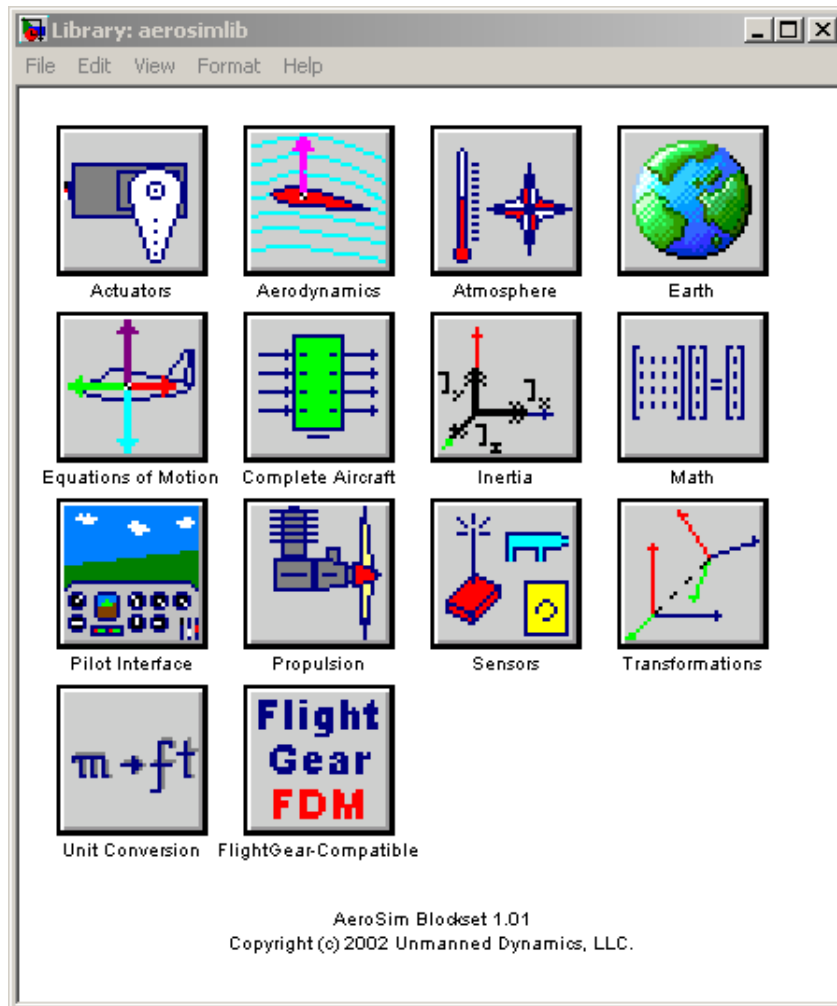 Library: aerosimlib
File Edit View Format Help
Actuators Aerodynamics Atmosphere Earth
Equations of Motion Complete Aircraft Inertia Math
Pilot Interface Propulsion Sensors Transformations
m→ft
Flight
Gear
FDM
Unit Conversion FlightGear-Compatible
AeroSim Blockset 1.01
Copyright (c) 2002 Unmanned Dynamics, LLC.